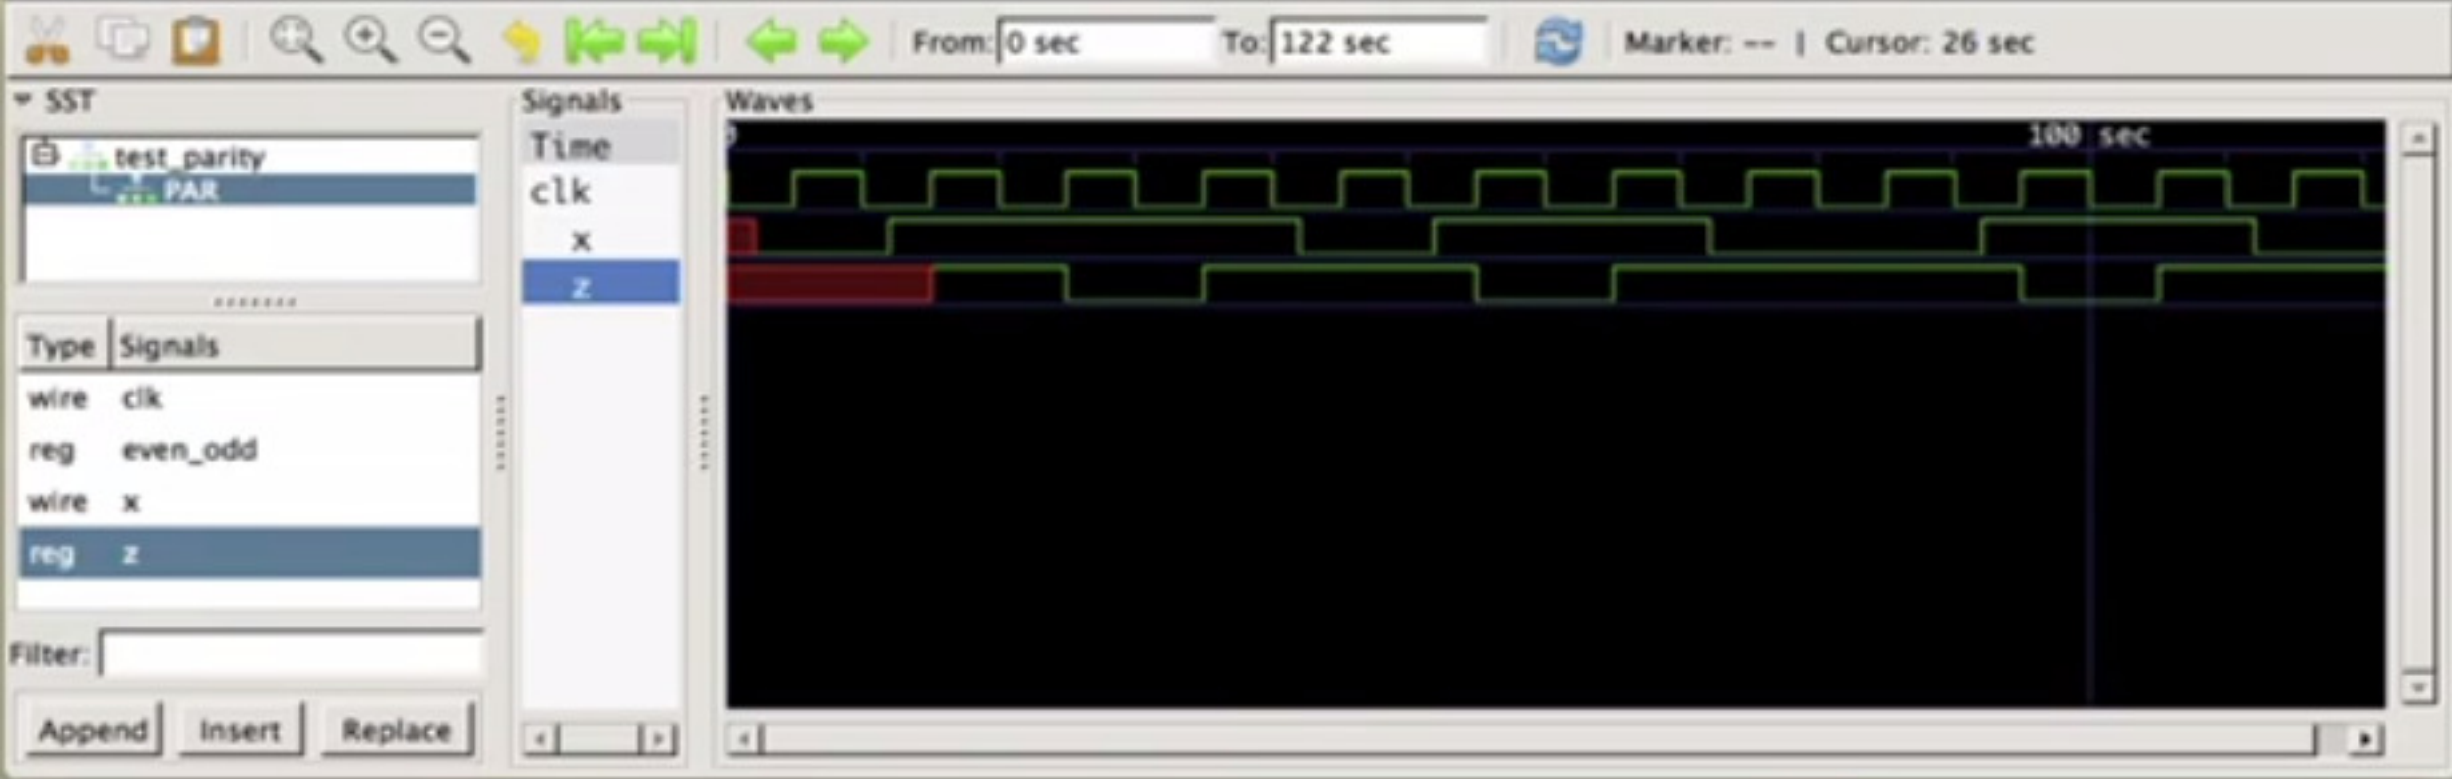 From: 0 sec To: 122 sec Marker: -- | Cursor: 26 sec
SST
test_parity
PAR
Type Signals
wire clk
reg even_odd
wire x
reg z
Filter:
Append Insert Replace
Signals
Time
clk
x
z
Waves
0 100 sec